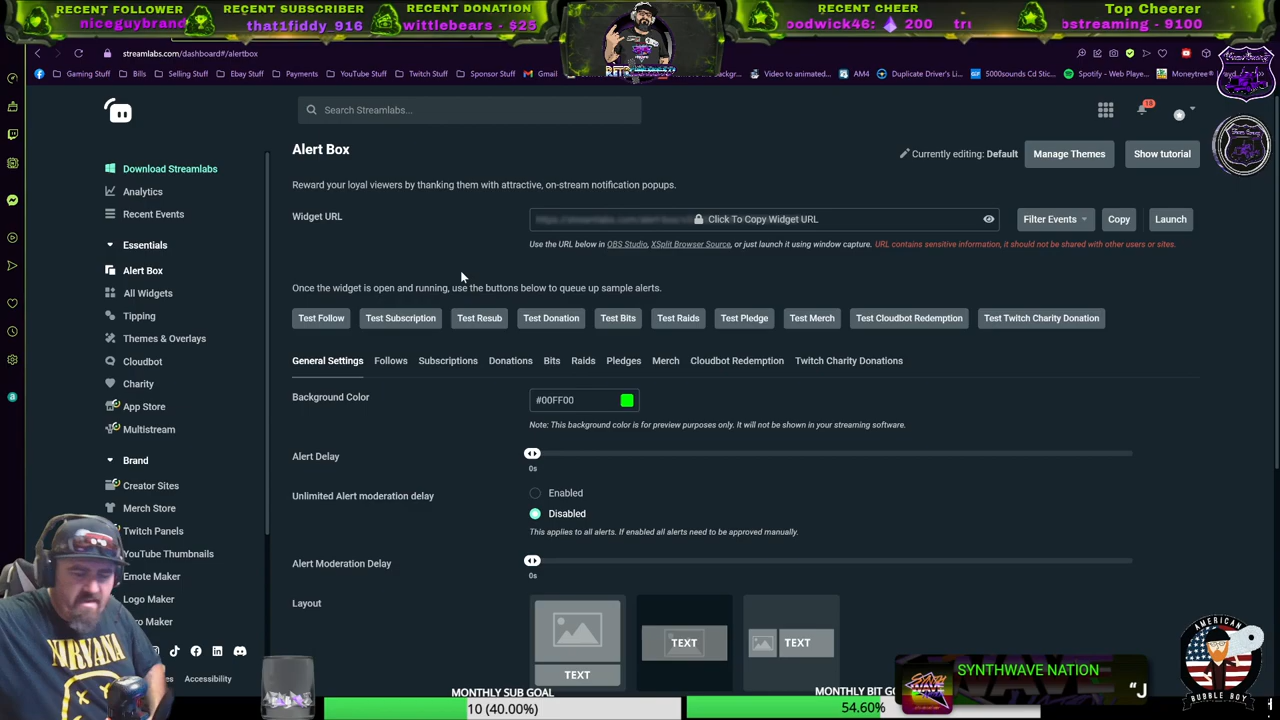 RECENT FOLLOWER
niceguybrand
RECENT SUBSCRIBER
that1fiddy_916
RECENT DONATION
wittlebears - $25
RECENT CHEER
oodwick46: 200
Top Cheerer
streaming - 9100
streamlabs.com/dashboard#/alertbox
Gaming Stuff
Bills
Selling Stuff
Ebay Stuff
Payments
YouTube Stuff
Twitch Stuff
Sponsor Stuff
Gmail
Video to animated...
AM4
Duplicate Driver's Li...
5000sounds Cd Stic...
Spotify - Web Playe...
Search Streamlabs...
18
Download Streamlabs
Analytics
Recent Events
Essentials
Alert Box
All Widgets
Tipping
Themes & Overlays
Cloudbot
Charity
App Store
Multistream
Brand
Creator Sites
Merch Store
Twitch Panels
YouTube Thumbnails
Emote Maker
Logo Maker
ro Maker
Accessibility
Alert Box
Currently editing: Default
Manage Themes
Show tutorial
Reward your loyal viewers by thanking them with attractive, on-stream notification popups.
Widget URL
Click To Copy Widget URL
Filter Events
Copy
Launch
Use the URL below in OBS Studio, XSplit Browser Source, or just launch it using window capture. URL contains sensitive information, it should not be shared with other users or sites.
Once the widget is open and running, use the buttons below to queue up sample alerts.
Test Follow
Test Subscription
Test Resub
Test Donation
Test Bits
Test Raids
Test Pledge
Test Merch
Test Cloudbot Redemption
Test Twitch Charity Donation
General Settings
Follows
Subscriptions
Donations
Bits
Raids
Pledges
Merch
Cloudbot Redemption
Twitch Charity Donations
Background Color
#00FF00
Note: This background color is for preview purposes only. It will not be shown in your streaming software.
Alert Delay
0s
Unlimited Alert moderation delay
Enabled
Disabled
This applies to all alerts. If enabled all alerts need to be approved manually.
Alert Moderation Delay
0s
Layout
TEXT
TEXT
TEXT
NIRVANA
MONTHLY SUB GOAL
10 (40.00%)
MONTHLY BIT GO
54.60%
SYNTHWAVE NATION
“J
AMERICAN
BUBBLE BOY